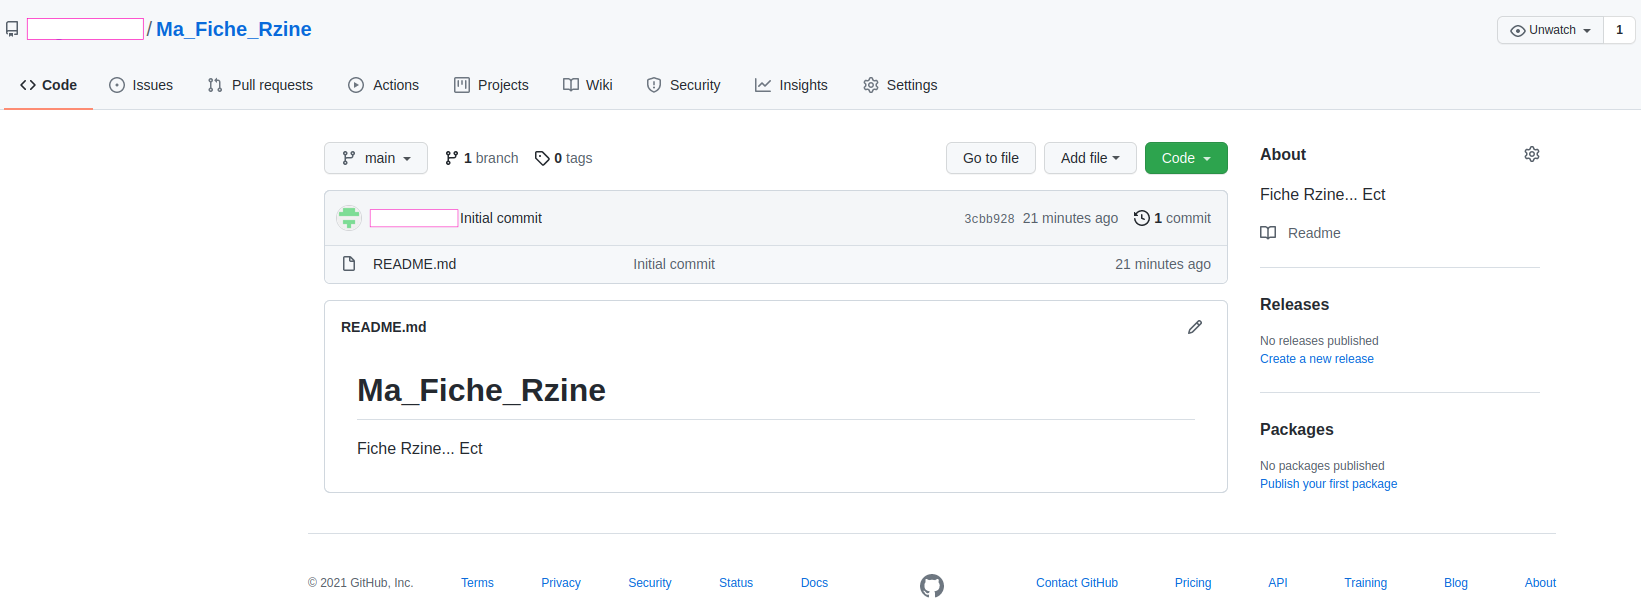 / Ma_Fiche_Rzine
Unwatch 1
Code Issues Pull requests Actions Projects Wiki Security Insights Settings
main 1 branch 0 tags Go to file Add file Code
Initial commit 3cbb928 21 minutes ago 1 commit
README.md Initial commit 21 minutes ago
README.md
Ma_Fiche_Rzine
Fiche Rzine... Ect
About
Fiche Rzine... Ect
Readme
Releases
No releases published
Create a new release
Packages
No packages published
Publish your first package
© 2021 GitHub, Inc. Terms Privacy Security Status Docs Contact GitHub Pricing API Training Blog About